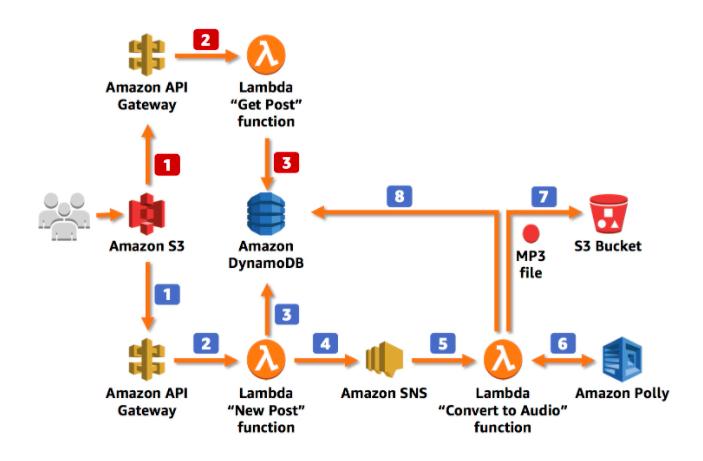 2
Amazon API
Gateway
Lambda
“Get Post”
function
1
3
8
7
Amazon S3
Amazon
DynamoDB
MP3
file
S3 Bucket
1
3
2
4
5
6
Amazon API
Gateway
Lambda
“New Post”
function
Amazon SNS
Lambda
“Convert to Audio”
function
Amazon Polly